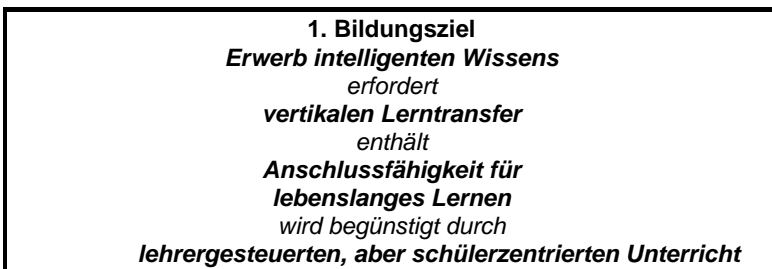 1. Bildungsziel
Erwerb intelligenten Wissens
erfordert
vertikalen Lerntransfer
enthält
Anschlussfähigkeit für
lebenslanges Lernen
wird begünstigt durch
lehrergesteuerten, aber schülerzentrierten Unterricht